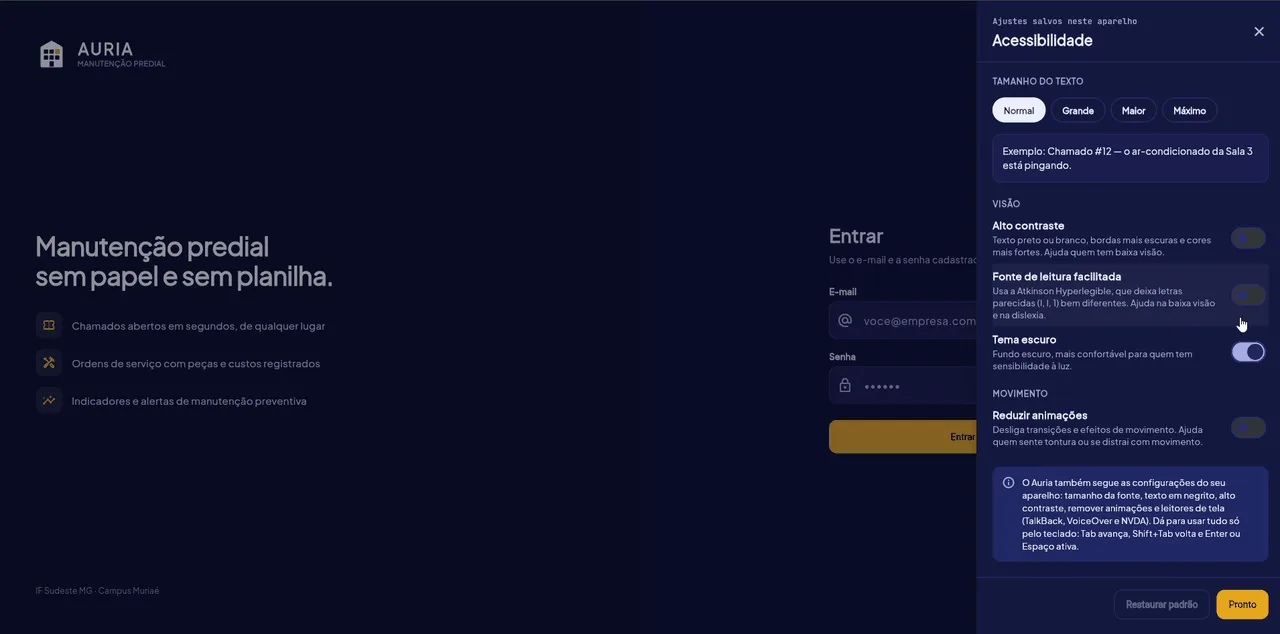 AURIA
MANUTENÇÃO PREDIAL
Manutenção predial
sem papel e sem planilha.
Chamados abertos em segundos, de qualquer lugar
Ordens de serviço com peças e custos registrados
Indicadores e alertas de manutenção preventiva
IF Sudeste MG · Campus Muriaé
Entrar
Use o e-mail e a senha cadastrad
E-mail
@ voce@empresa.com
Senha
••••••
Entrar
Ajustes salvos neste aparelho
Acessibilidade
TAMANHO DO TEXTO
Normal Grande Maior Máximo
Exemplo: Chamado #12 — o ar-condicionado da Sala 3
está pingando.
VISÃO
Alto contraste
Texto preto ou branco, bordas mais escuras e cores
mais fortes. Ajuda quem tem baixa visão.
Fonte de leitura facilitada
Usa a Atkinson Hyperlegible, que deixa letras
parecidas (I, l, 1) bem diferentes. Ajuda na baixa visão
e na dislexia.
Tema escuro
Fundo escuro, mais confortável para quem tem
sensibilidade à luz.
MOVIMENTO
Reduzir animações
Desliga transições e efeitos de movimento. Ajuda
quem sente tontura ou se distrai com movimento.
O Auria também segue as configurações do seu
aparelho: tamanho da fonte, texto em negrito, alto
contraste, remover animações e leitores de tela
(TalkBack, VoiceOver e NVDA). Dá para usar tudo só
pelo teclado: Tab avança, Shift+Tab volta e Enter ou
Espaço ativa.
Restaurar padrão Pronto